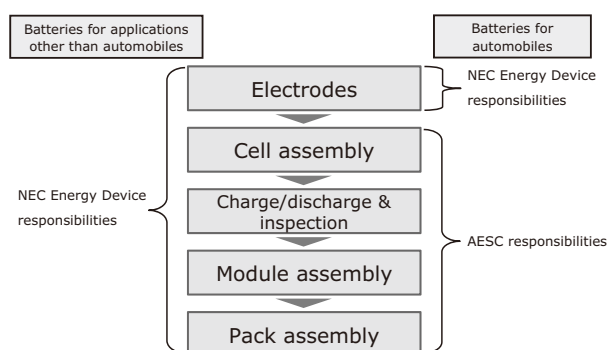 Batteries for applications
other than automobiles
Batteries for
automobiles
Electrodes
NEC Energy Device
responsibilities
Cell assembly
Charge/discharge &
inspection
NEC Energy Device
responsibilities
AESC responsibilities
Module assembly
Pack assembly